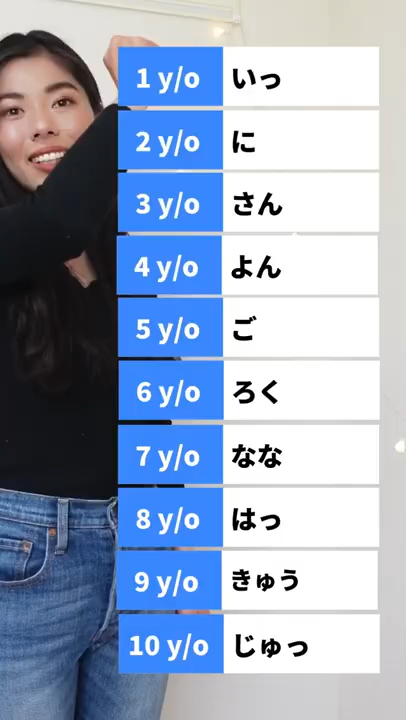 1 y/o いっ
2 y/o に
3 y/o さん
4 y/o よん
5 y/o ご
6 y/o ろく
7 y/o なな
8 y/o はっ
9 y/o きゅう
10 y/o じゅっ